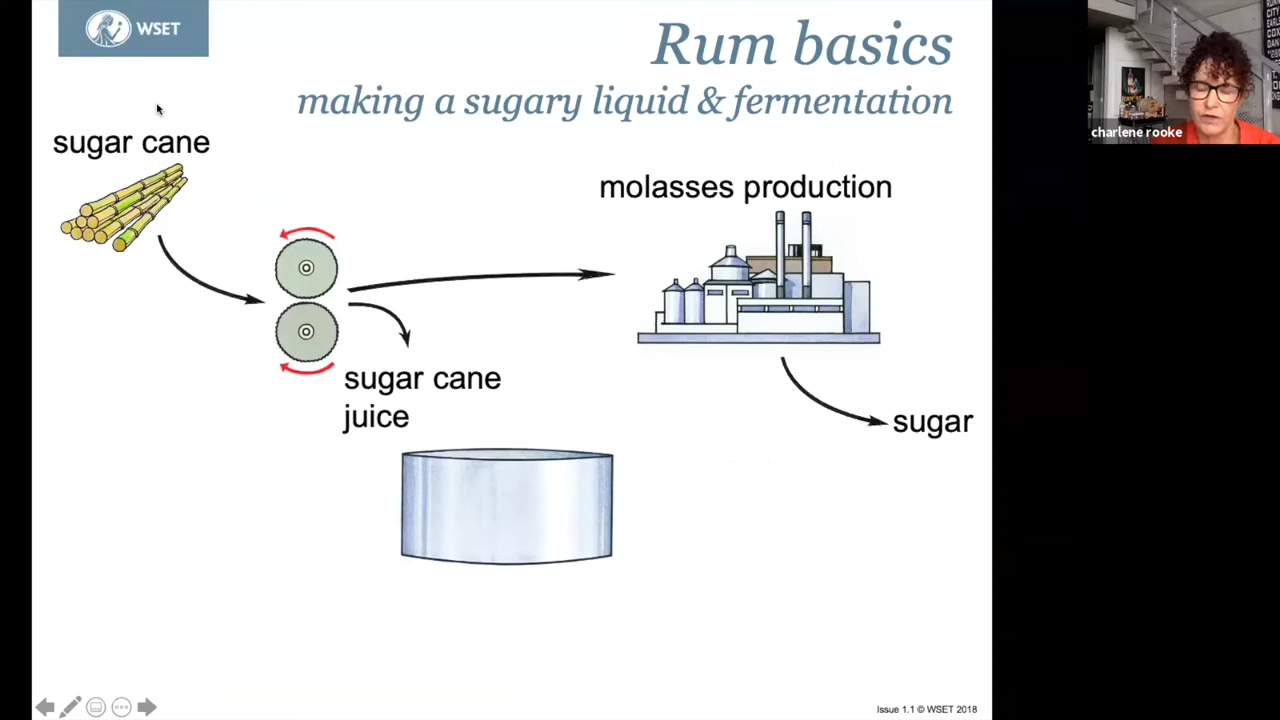 WSET
Rum basics
making a sugary liquid & fermentation
sugar cane
molasses production
sugar cane
juice
sugar
Issue 1.1 © WSET 2018
charlene rooke